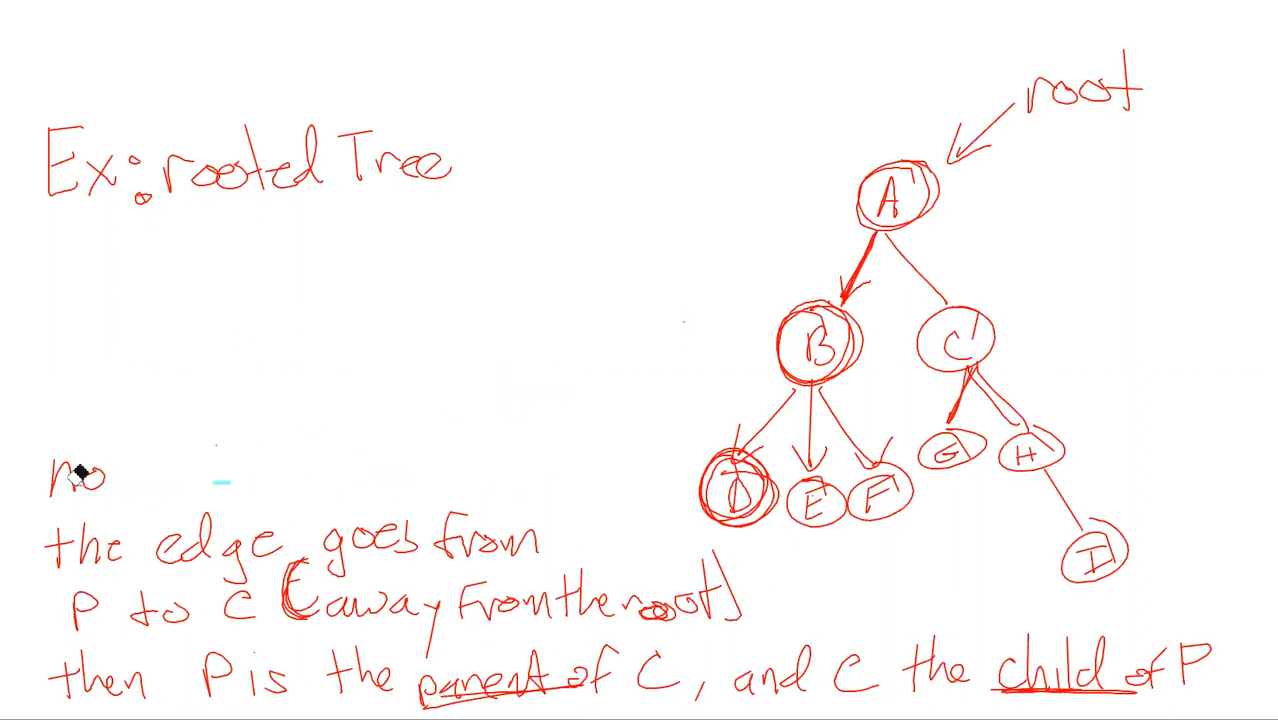 root
Ex: rooted Tree
A
B
C
G
H
D
E
F
I
no
the edge goes from
P to C (away from the root)
then P is the parent of C, and C the child of P